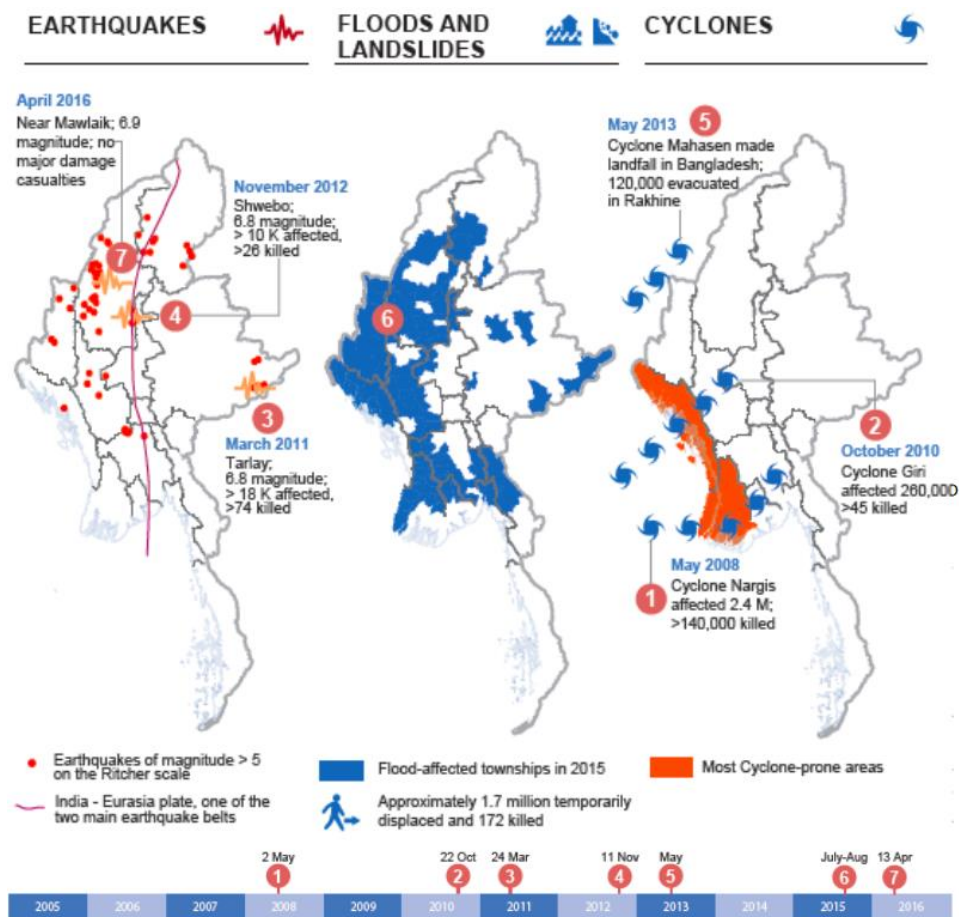 EARTHQUAKES
FLOODS AND
LANDSLIDES
CYCLONES
April 2016
Near Mawlaik; 6.9
magnitude; no
major damage
casualties
November 2012
Shwebo;
6.8 magnitude;
> 10 K affected,
>26 killed
7
4
3
March 2011
Tarlay;
6.8 magnitude;
> 18 K affected,
>74 killed
6
May 2013
5
Cyclone Mahasen made
landfall in Bangladesh;
120,000 evacuated
in Rakhine
2
October 2010
Cyclone Giri
affected 260,000
>45 killed
May 2008
1
Cyclone Nargis
affected 2.4 M;
>140,000 killed
Earthquakes of magnitude > 5
on the Ritcher scale
India - Eurasia plate, one of the
two main earthquake belts
Flood-affected townships in 2015
Approximately 1.7 million temporarily
displaced and 172 killed
Most Cyclone-prone areas
2 May
22 Oct
24 Mar
11 Nov
May
July-Aug
13 Apr
1
2
3
4
5
6
7
2005
2006
2007
2008
2009
2010
2011
2012
2013
2014
2015
2016